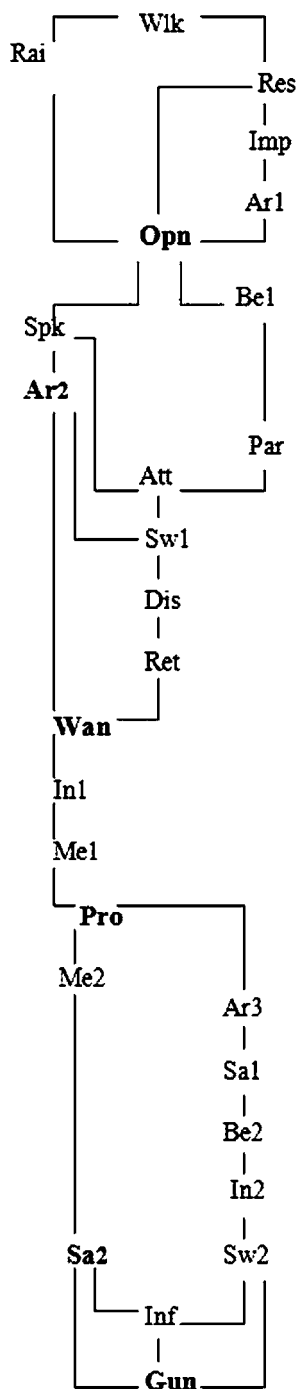 Wlk
Rai
Res
Imp
Ar1
Opn
Be1
Spk
Ar2
Par
Att
Sw1
Dis
Ret
Wan
In1
Me1
Pro
Me2
Ar3
Sa1
Be2
In2
Sa2
Sw2
Inf
Gun